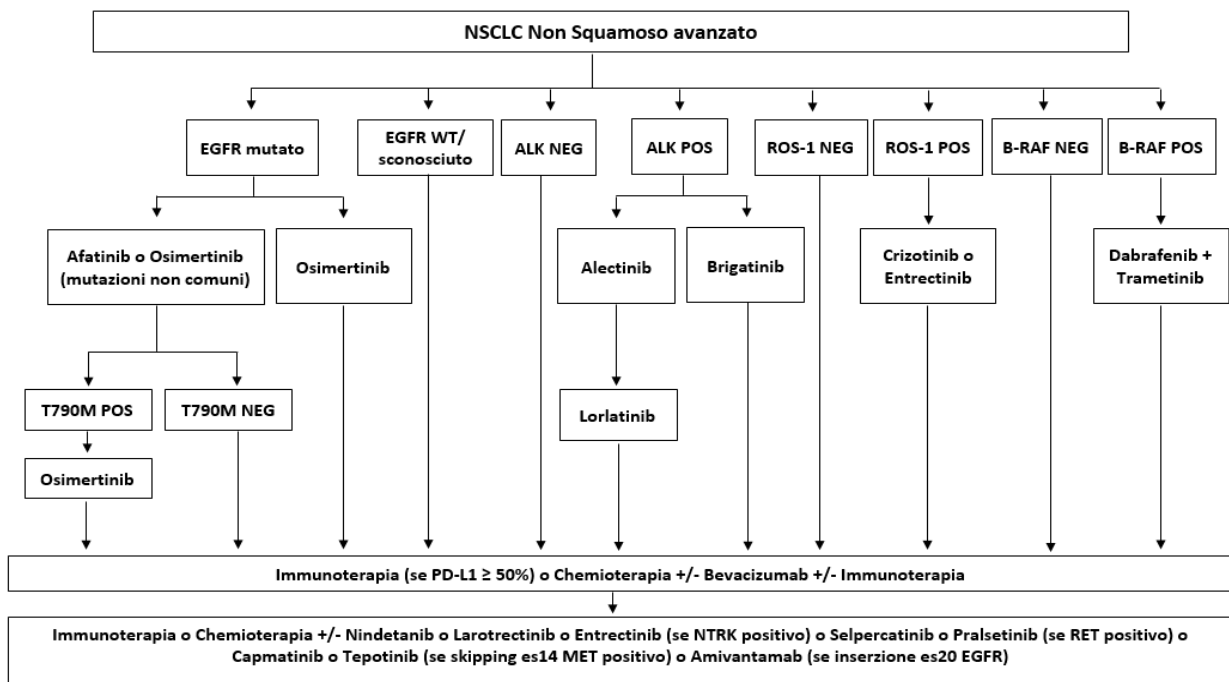 NSCLC Non Squamoso avanzato
EGFR mutato
EGFR WT/
sconosciuto
ALK NEG
ALK POS
ROS-1 NEG
ROS-1 POS
B-RAF NEG
B-RAF POS
Afatinib o Osimertinib
(mutazioni non comuni)
Osimertinib
Alectinib
Brigatinib
Crizotinib o
Entrectinib
Dabrafenib +
Trametinib
T790M POS
T790M NEG
Lorlatinib
Osimertinib
Immunoterapia (se PD-L1 ≥ 50%) o Chemioterapia +/- Bevacizumab +/- Immunoterapia
Immunoterapia o Chemioterapia +/- Nindetanib o Larotrectinib o Entrectinib (se NTRK positivo) o Selpercatinib o Pralsetinib (se RET positivo) o
Capmatinib o Tepotinib (se skipping es14 MET positivo) o Amivantamab (se inserzione es20 EGFR)